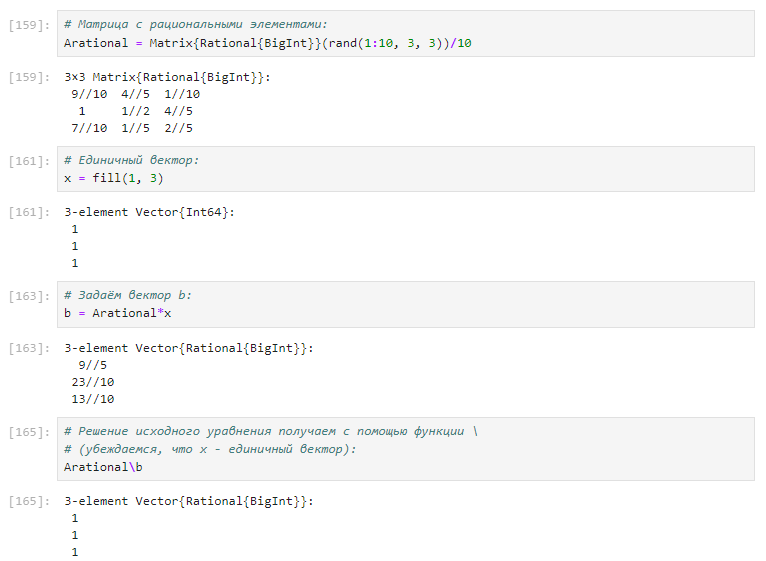 [159]: # Матрица с рациональными элементами:
Arational = Matrix{Rational{BigInt}}(rand(1:10, 3, 3))/10
[159]: 3×3 Matrix{Rational{BigInt}}:
9//10 4//5 1//10
1 1//2 4//5
7//10 1//5 2//5
[161]: # Единичный вектор:
x = fill(1, 3)
[161]: 3-element Vector{Int64}:
1
1
1
[163]: # Задаём вектор b:
b = Arational*x
[163]: 3-element Vector{Rational{BigInt}}:
9//5
23//10
13//10
[165]: # Решение исходного уравнения получаем с помощью функции \
# (убеждаемся, что x - единичный вектор):
Arational\b
[165]: 3-element Vector{Rational{BigInt}}:
1
1
1